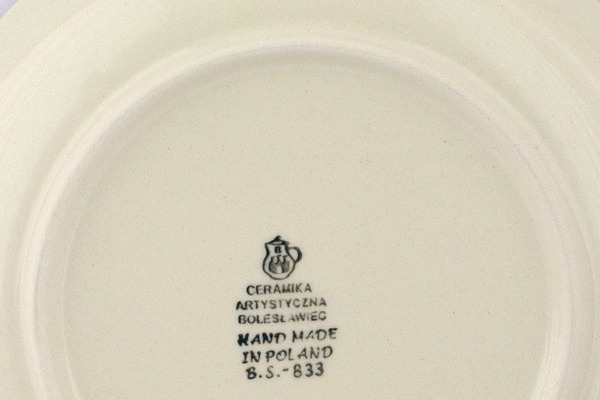 CERAMIKA
ARTYSTYCZNA
BOLESŁAWIEC
HAND MADE
IN POLAND
B.S.-833